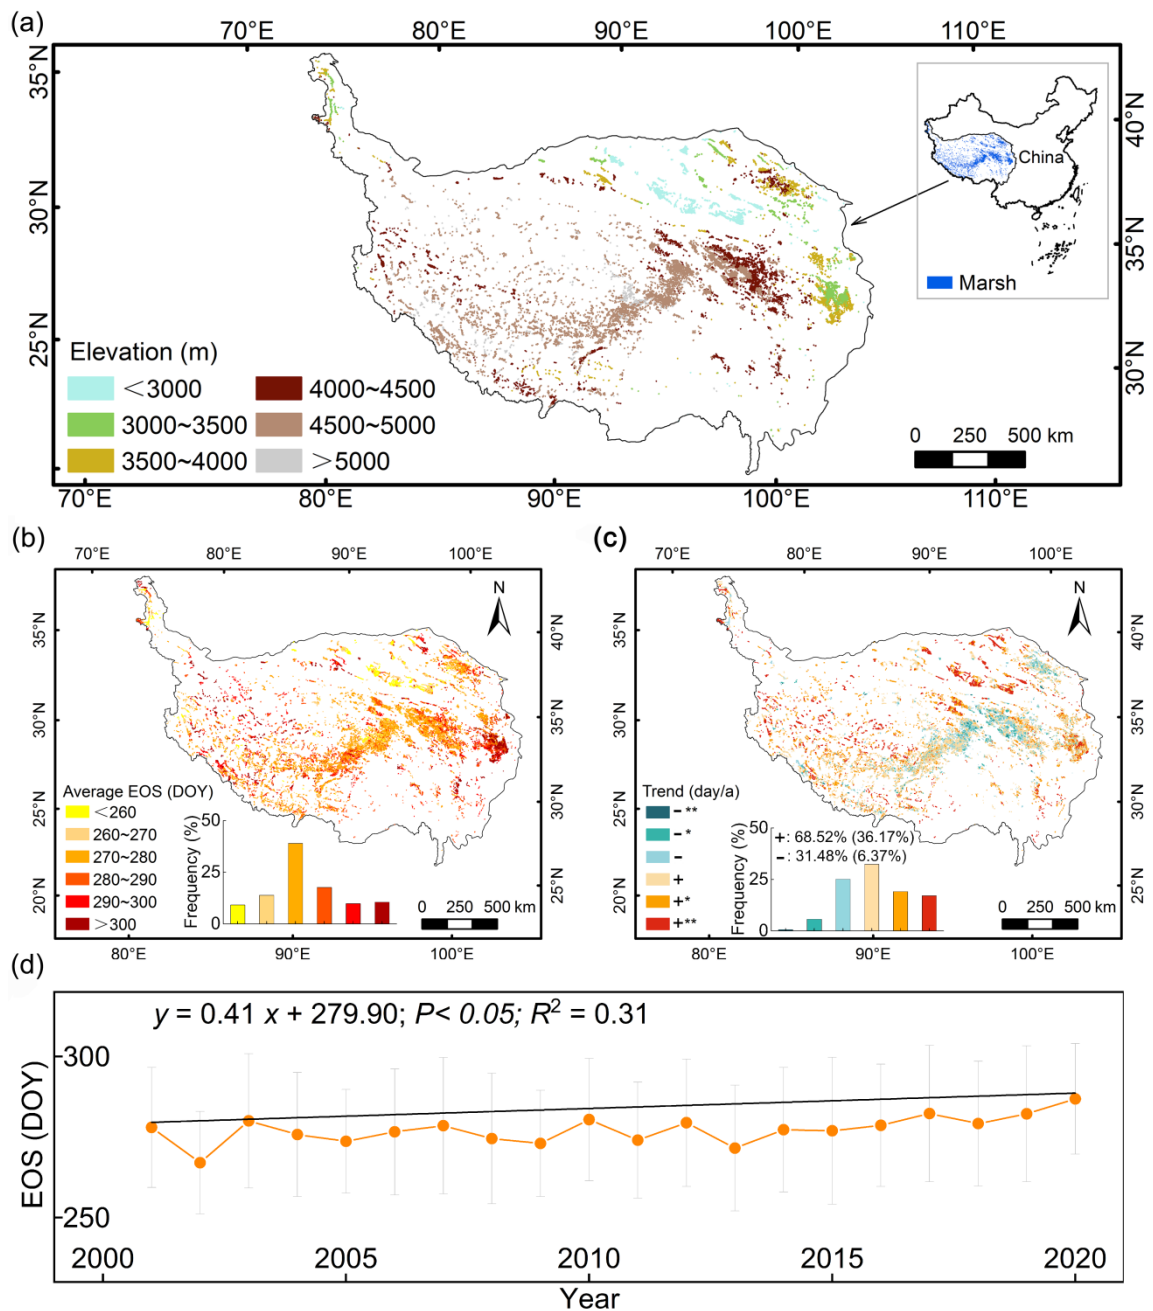 (a)
70°E 80°E 90°E 100°E 110°E
35°N
30°N
25°N
40°N
35°N
30°N
China
Marsh
Elevation (m)
<3000
3000~3500
3500~4000
4000~4500
4500~5000
>5000
0 250 500 km
70°E 80°E 90°E 100°E 110°E
(b)
70°E 80°E 90°E 100°E
N
35°N
30°N
25°N
20°N
40°N
35°N
30°N
25°N
Average EOS (DOY)
<260
260~270
270~280
280~290
290~300
>300
Frequency (%)
50
25
0
0 250 500 km
80°E 90°E 100°E
(c)
70°E 80°E 90°E 100°E
N
35°N
30°N
25°N
20°N
40°N
35°N
30°N
25°N
Trend (day/a)
- **
- *
-
+
+*
+**
Frequency (%)
50
25
0
+: 68.52% (36.17%)
-: 31.48% (6.37%)
0 250 500 km
80°E 90°E 100°E
(d)
y = 0.41 x + 279.90; P< 0.05; R² = 0.31
EOS (DOY)
300
250
2000 2005 2010 2015 2020
Year